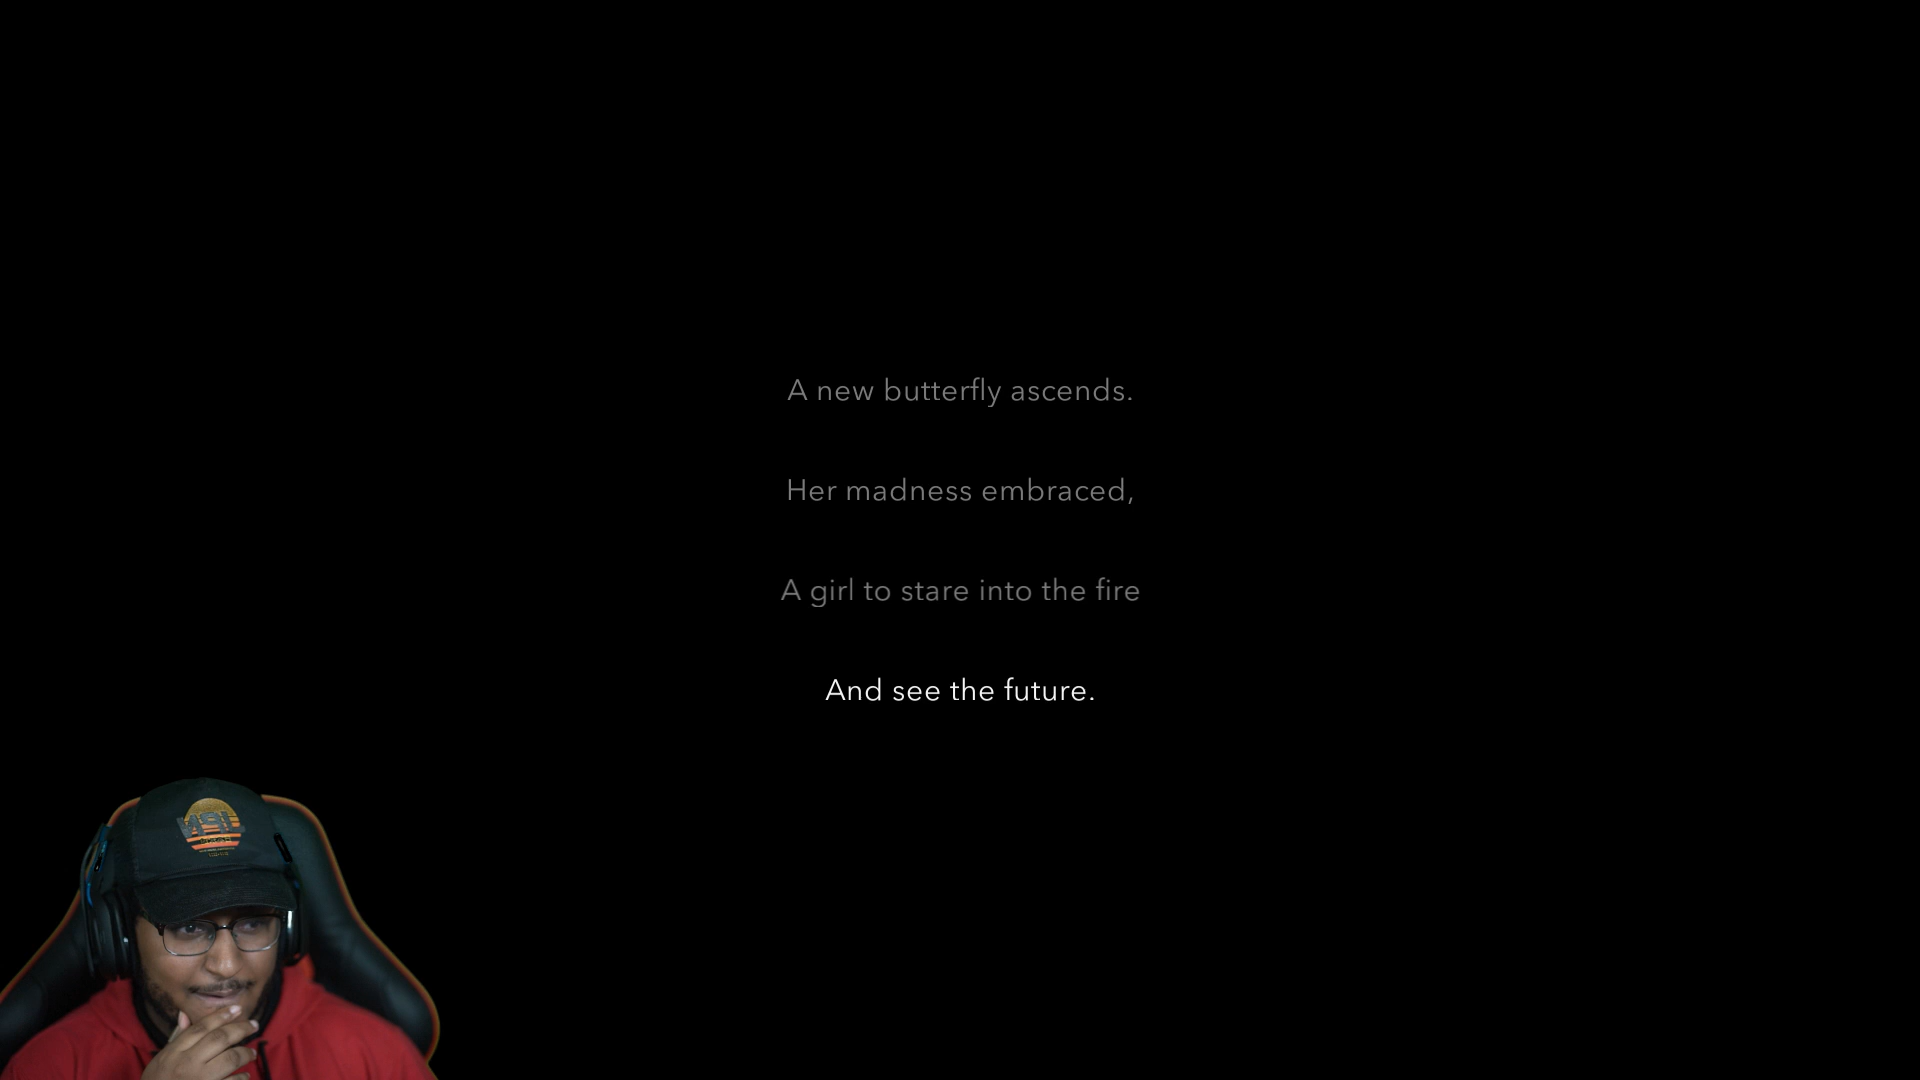 A new butterfly ascends.
Her madness embraced,
A girl to stare into the fire
And see the future.